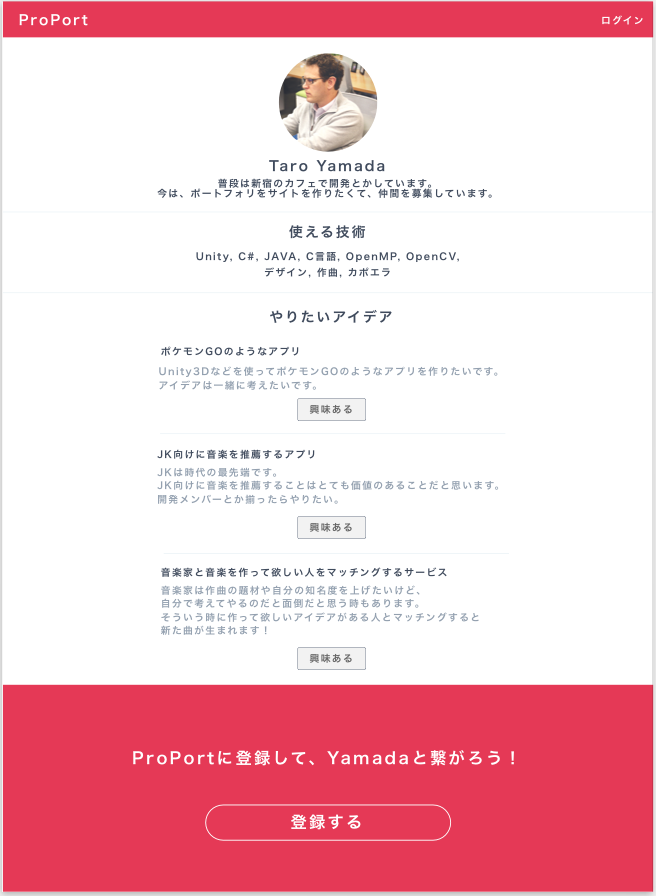 ProPort
ログイン
Taro Yamada
普段は新宿のカフェで開発とかしています。
今は、ポートフォリをサイトを作りたくて、仲間を募集しています。
使える技術
Unity, C#, JAVA, C言語, OpenMP, OpenCV,
デザイン, 作曲, カポエラ
やりたいアイデア
ポケモンGOのようなアプリ
Unity3Dなどを使ってポケモンGOのようなアプリを作りたいです。
アイデアは一緒に考えたいです。
興味ある
JK向けに音楽を推薦するアプリ
JKは時代の最先端です。
JK向けに音楽を推薦することはとても価値のあることだと思います。
開発メンバーとか揃ったらやりたい。
興味ある
音楽家と音楽を作って欲しい人をマッチングするサービス
音楽家は作曲の題材や自分の知名度を上げたいけど、
自分で考えてやるのだと面倒だと思う時もあります。
そういう時に作って欲しいアイデアがある人とマッチングすると
新た曲が生まれます！
興味ある
ProPortに登録して、Yamadaと繋がろう！
登録する